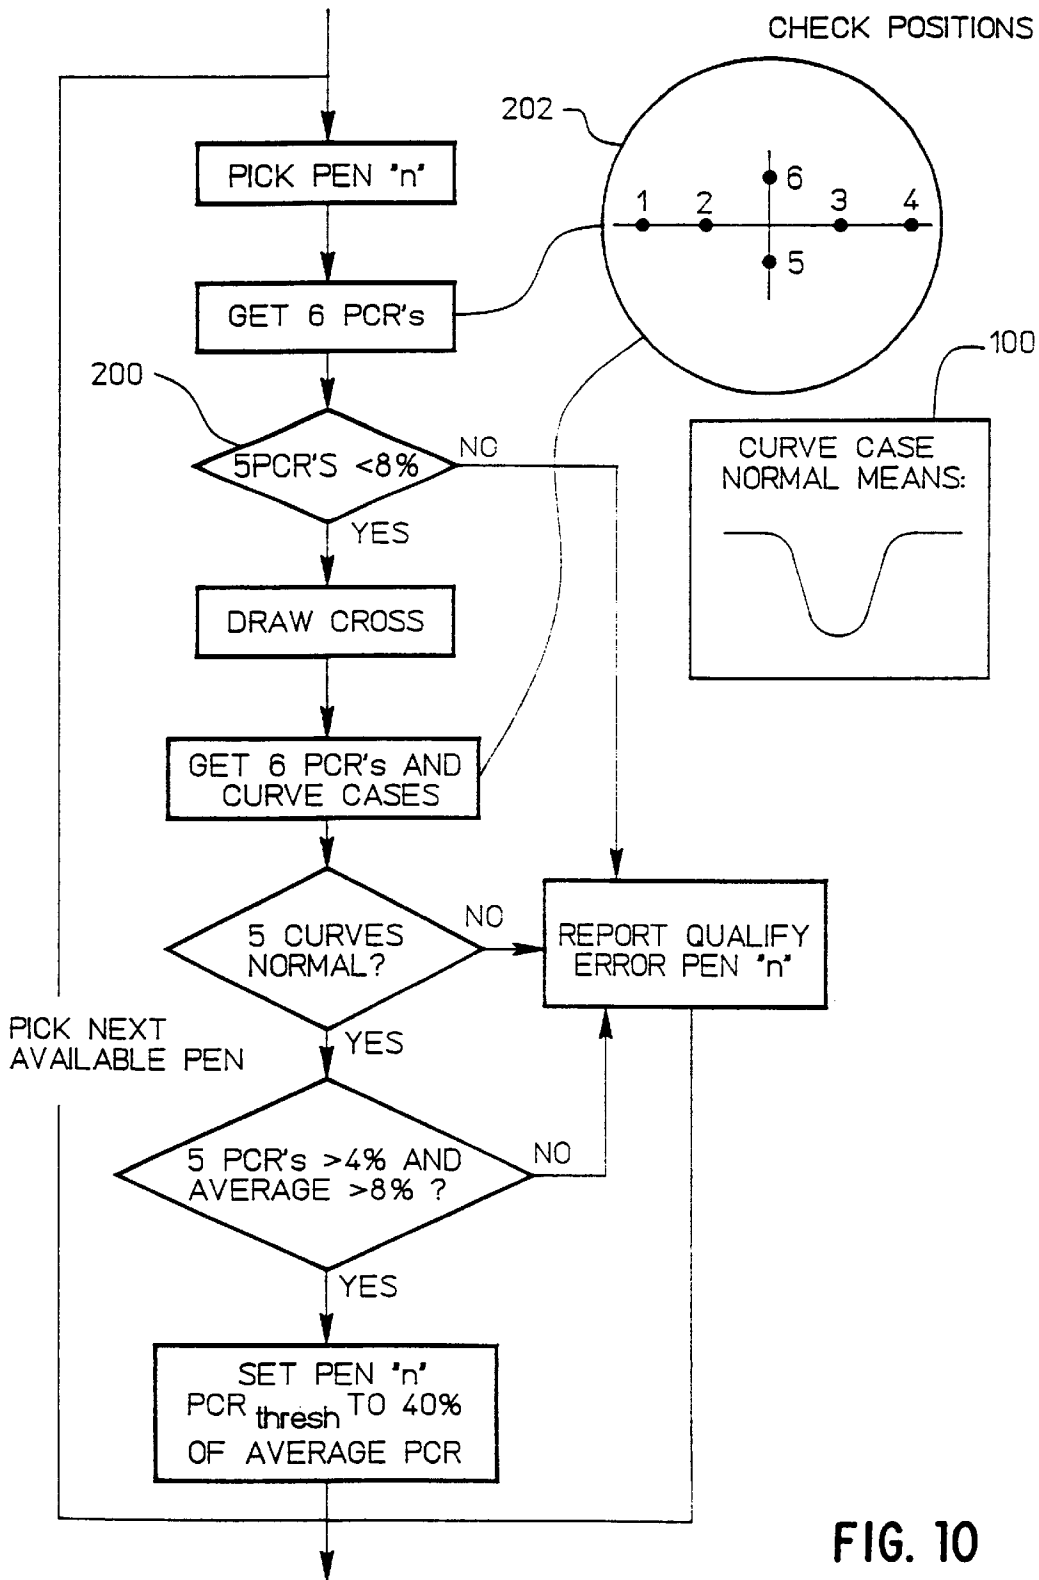 CHECK POSITIONS
202
PICK PEN "n"
6
1
2
3
4
5
GET 6 PCR's
100
200
5PCR'S <8%
NO
YES
CURVE CASE
NORMAL MEANS:
DRAW CROSS
GET 6 PCR's AND
CURVE CASES
5 CURVES
NORMAL?
NO
YES
REPORT QUALIFY
ERROR PEN "n"
PICK NEXT
AVAILABLE PEN
5 PCR's >4% AND
AVERAGE >8% ?
NO
YES
SET PEN "n"
PCR thresh TO 40%
OF AVERAGE PCR
FIG. 10